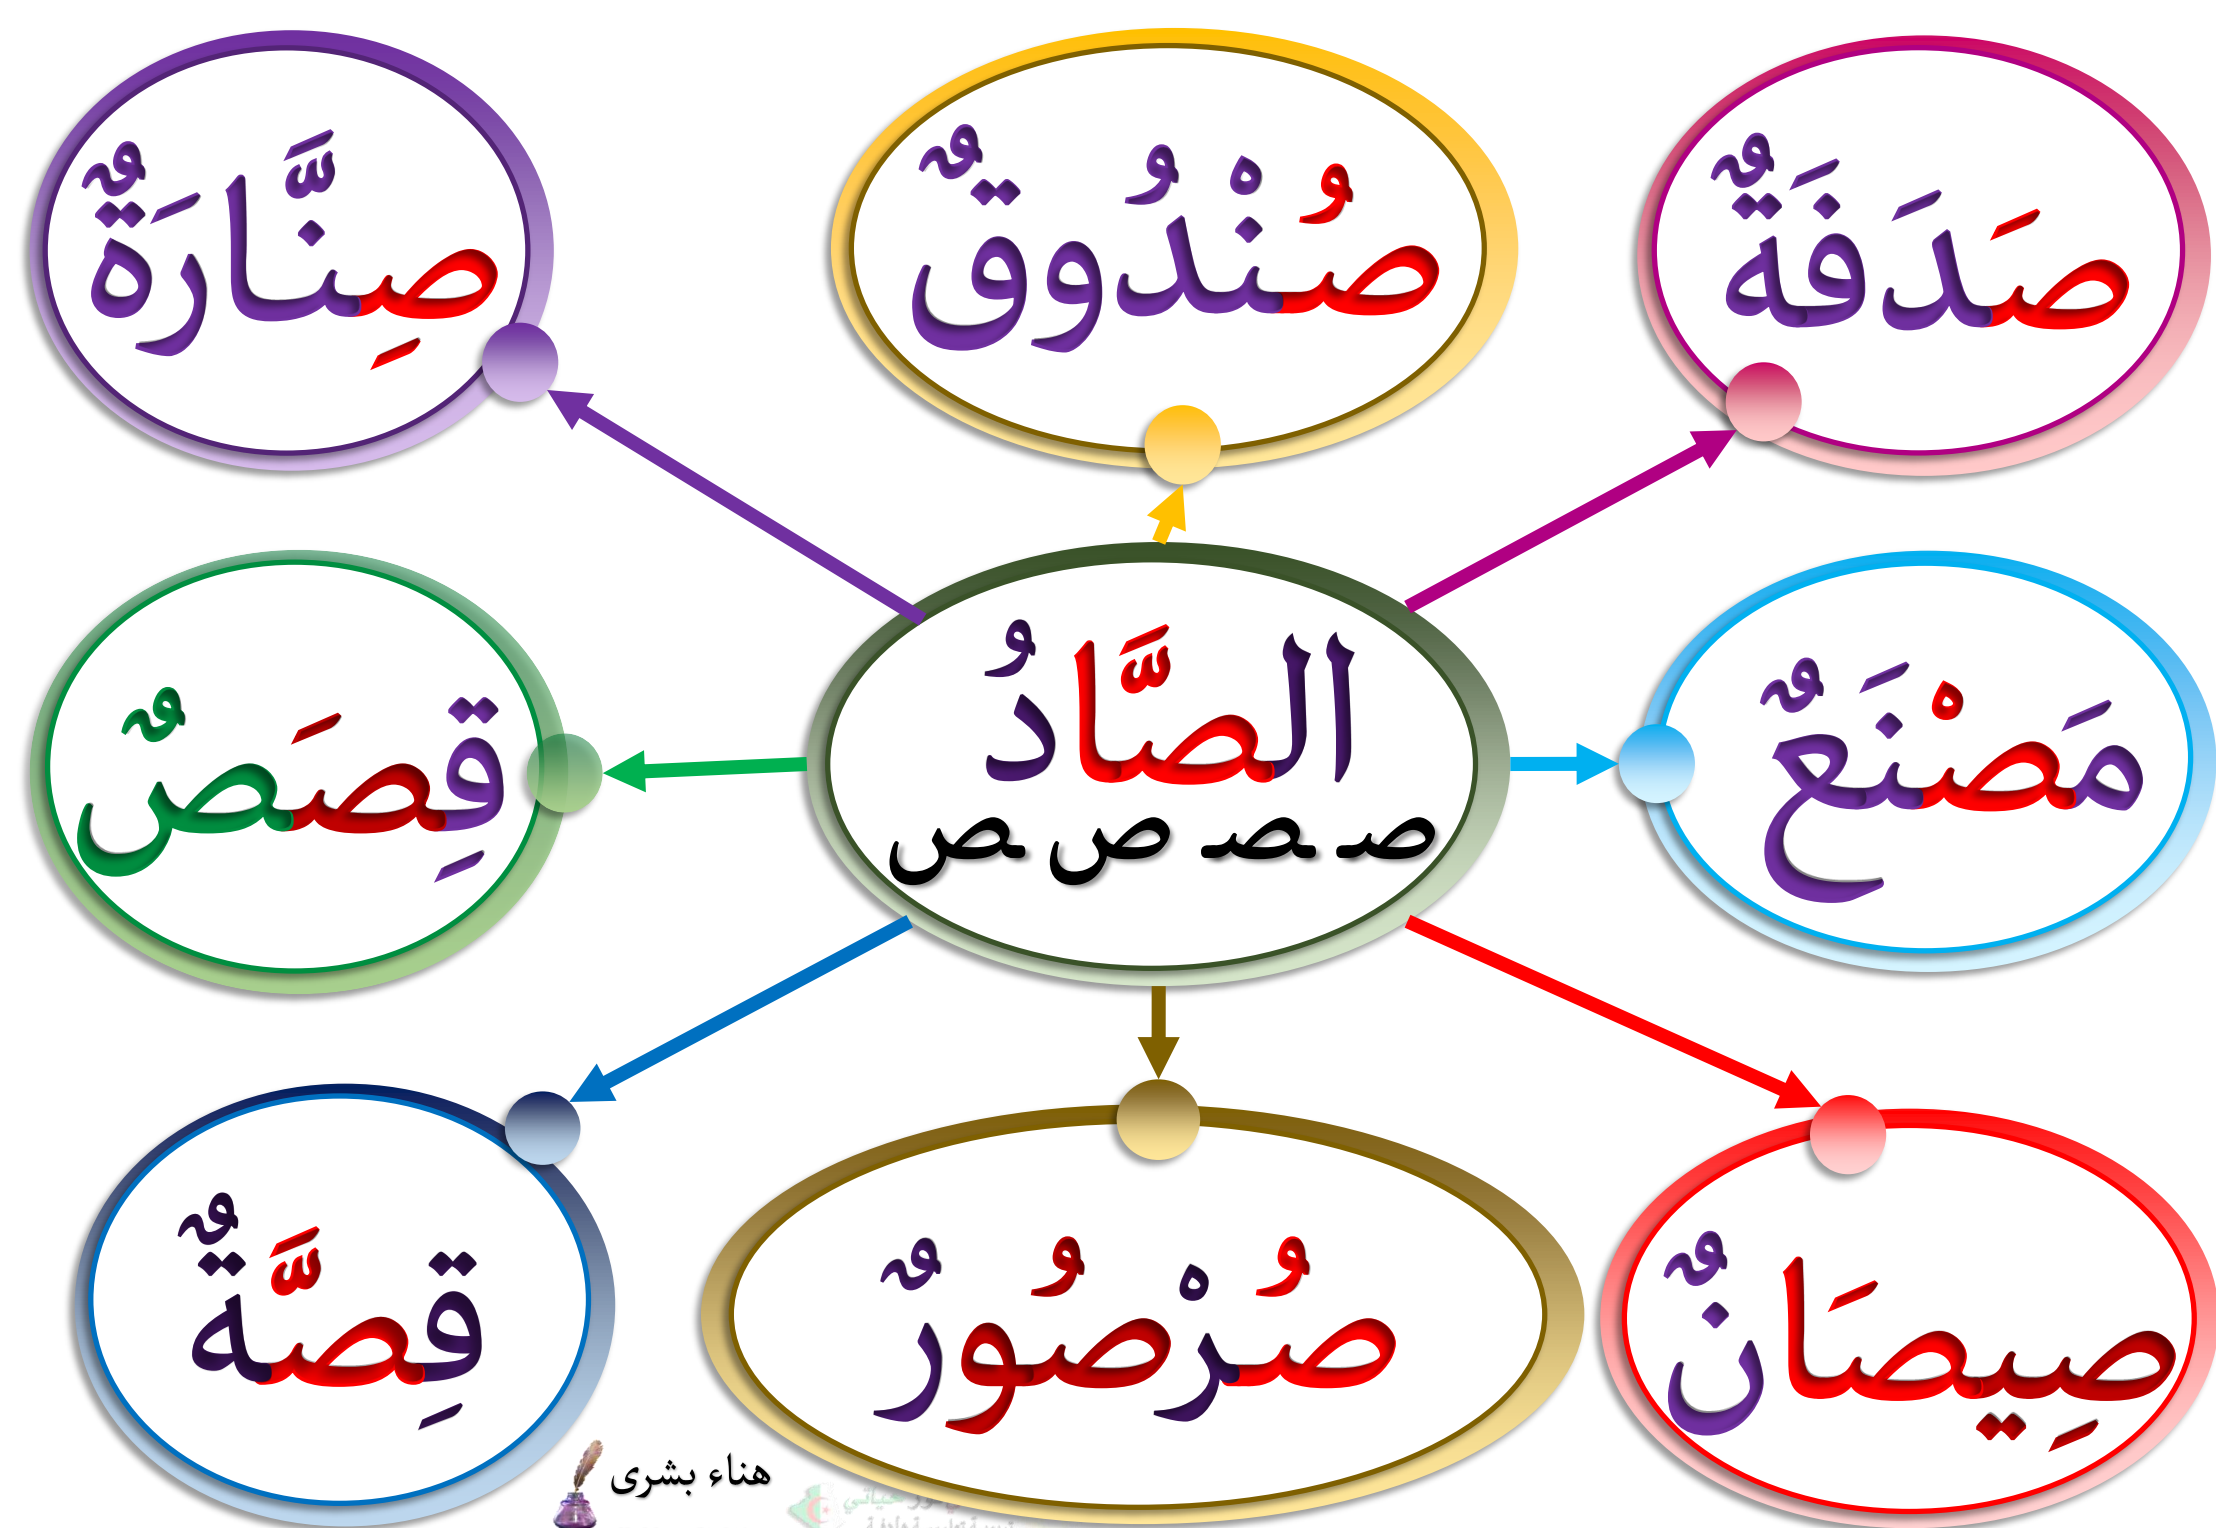 صَدَفَةٌ
صُنْدُوقٌ
صِنَّارَةٌ
مَصْنَعٌ
الصَّادُ
صـ ـصـ ص ـص
قِصَصٌ
صِيصَانٌ
صُرْصُورٌ
قِصَّةٌ
هناء بشرى